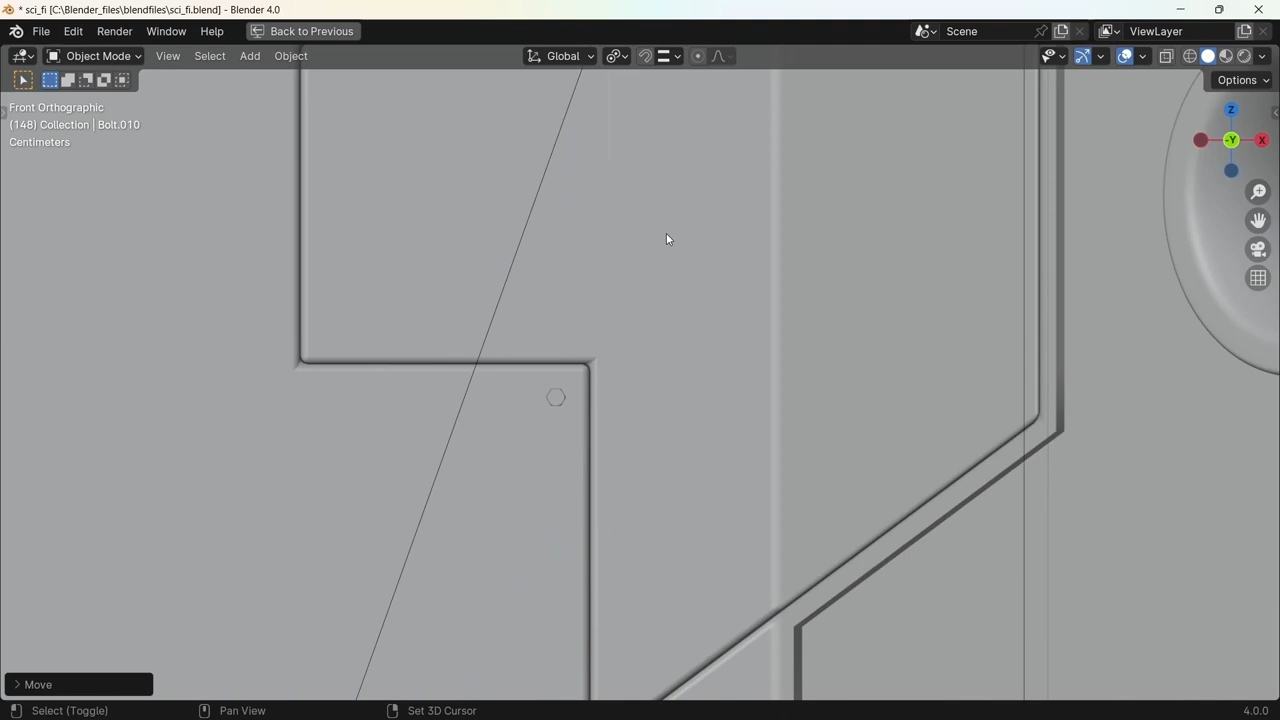 * sci_fi [C:\Blender_files\blendfiles\sci_fi.blend] - Blender 4.0
File Edit Render Window Help Back to Previous Scene ViewLayer
Object Mode View Select Add Object Global
Options
Front Orthographic
(148) Collection | Bolt.010
Centimeters
Z
-Y
X
Move
Select (Toggle) Pan View Set 3D Cursor 4.0.0